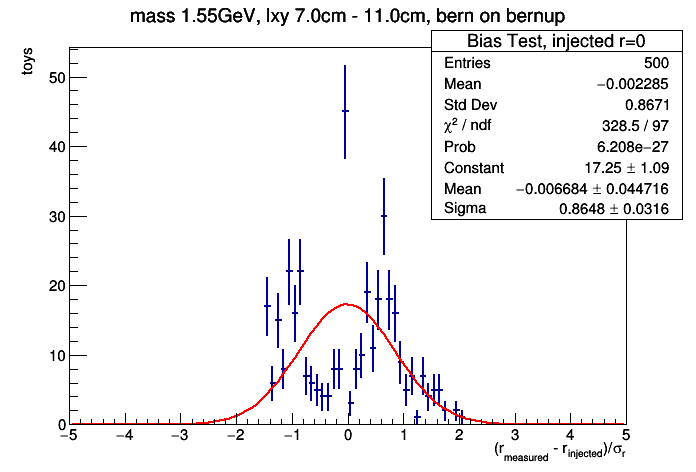 mass 1.55GeV, lxy 7.0cm - 11.0cm, bern on bernup
Bias Test, injected r=0
Entries 500
Mean −0.002285
Std Dev 0.8671
χ² / ndf 328.5 / 97
Prob 6.208e−27
Constant 17.25 ± 1.09
Mean −0.006684 ± 0.044716
Sigma 0.8648 ± 0.0316
toys
50
40
30
20
10
0
−5 −4 −3 −2 −1 0 1 2 3 4 5
(r_measured - r_injected)/σ_r